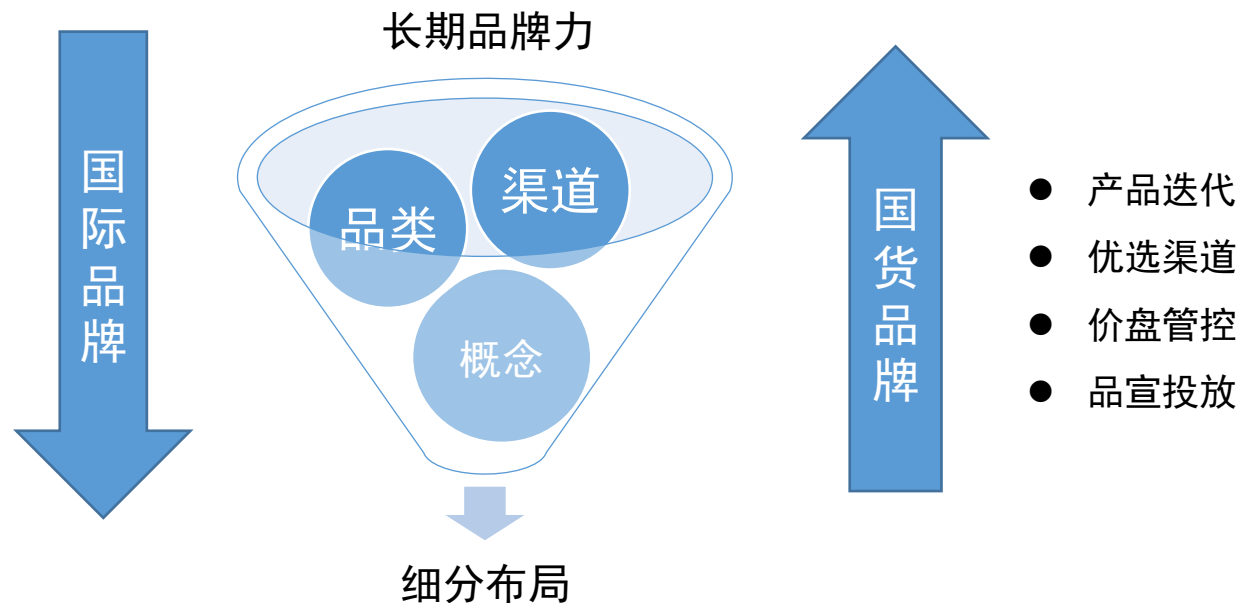 长期品牌力
国际品牌
品类
渠道
概念
细分布局
国货品牌
● 产品迭代
● 优选渠道
● 价盘管控
● 品宣投放